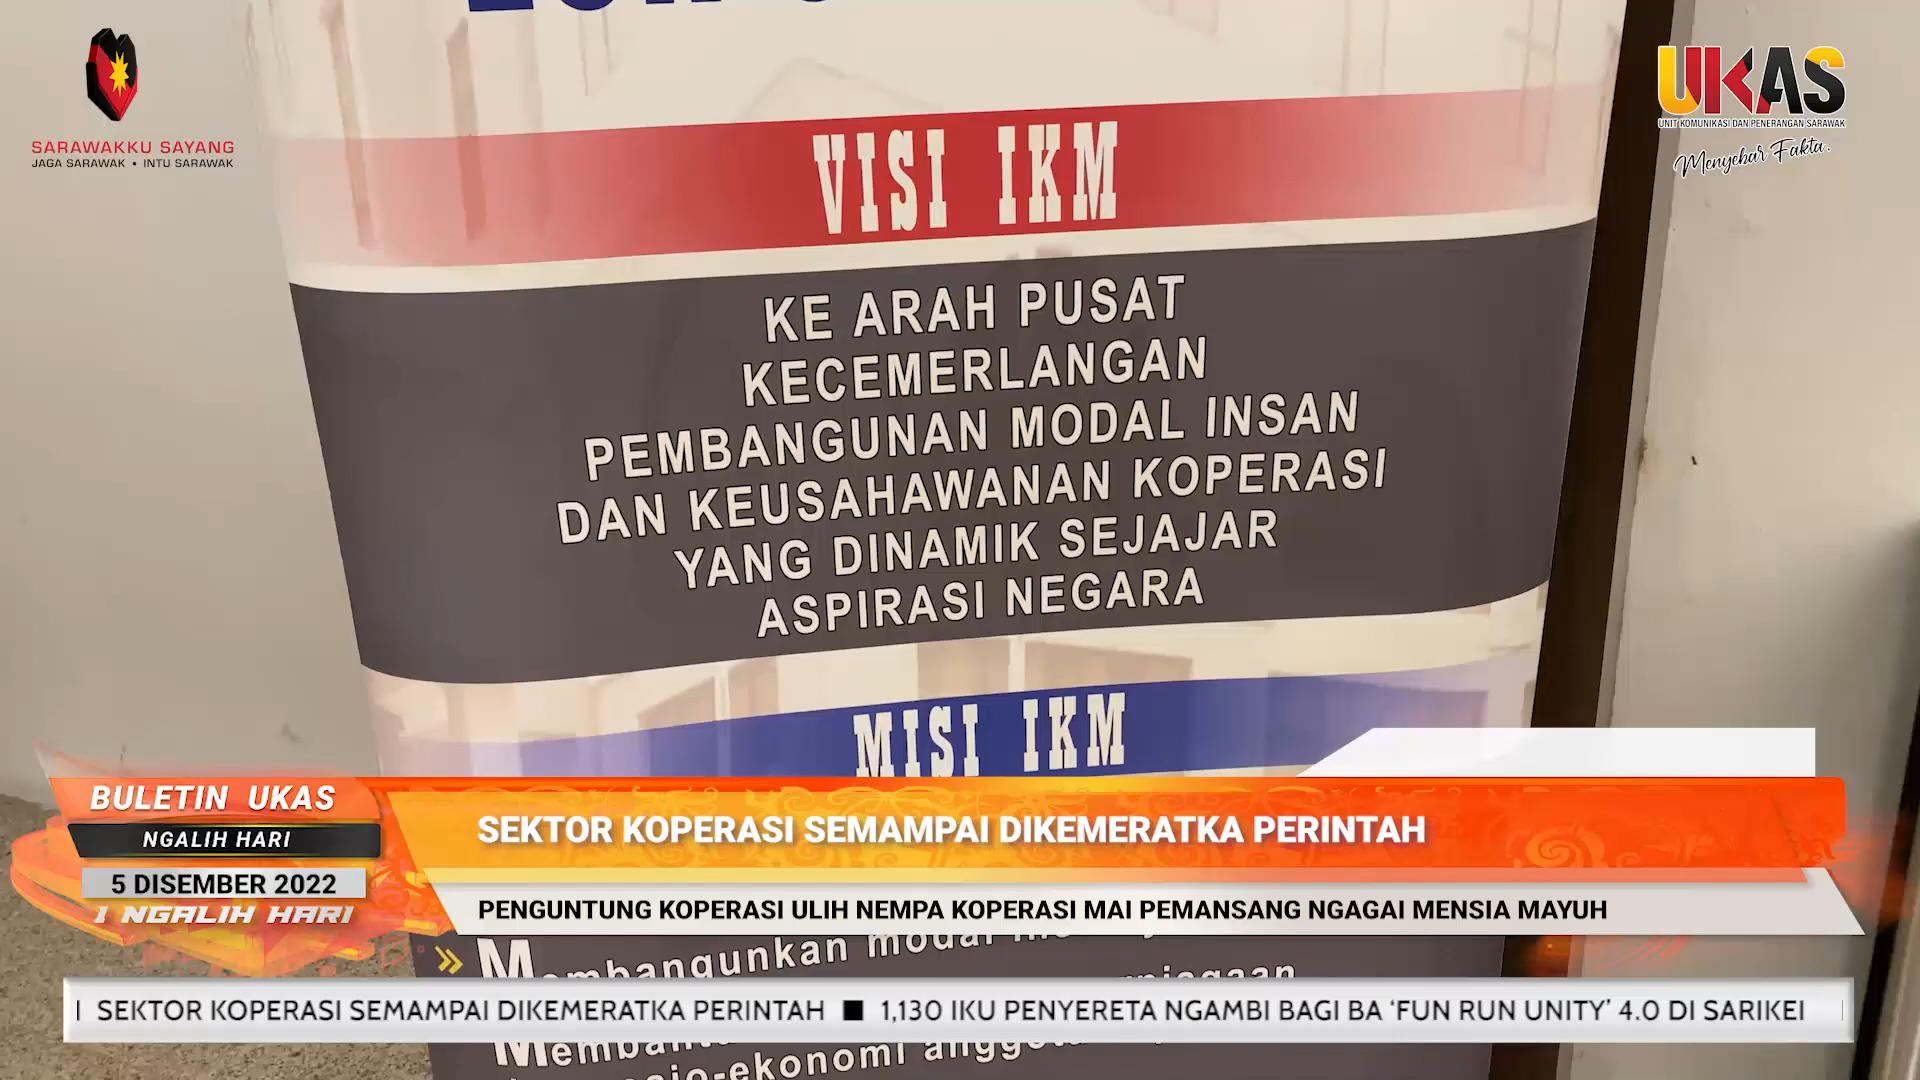 SARAWAKKU SAYANG
JAGA SARAWAK • INTU SARAWAK
UKAS
UNIT KOMUNIKASI DAN PENERANGAN SARAWAK
Menyebar Fakta.
VISI IKM
KE ARAH PUSAT
KECEMERLANGAN
PEMBANGUNAN MODAL INSAN
DAN KEUSAHAWANAN KOPERASI
YANG DINAMIK SEJAJAR
ASPIRASI NEGARA
MISI IKM
BULETIN UKAS
NGALIH HARI
5 DISEMBER 2022
I NGALIH HARI
SEKTOR KOPERASI SEMAMPAI DIKEMERATKA PERINTAH
PENGUNTUNG KOPERASI ULIH NEMPA KOPERASI MAI PEMANSANG NGAGAI MENSIA MAYUH
Membangunkan modal
SEKTOR KOPERASI SEMAMPAI DIKEMERATKA PERINTAH ■ 1,130 IKU PENYERETA NGAMBI BAGI BA ‘FUN RUN UNITY’ 4.0 DI SARIKEI